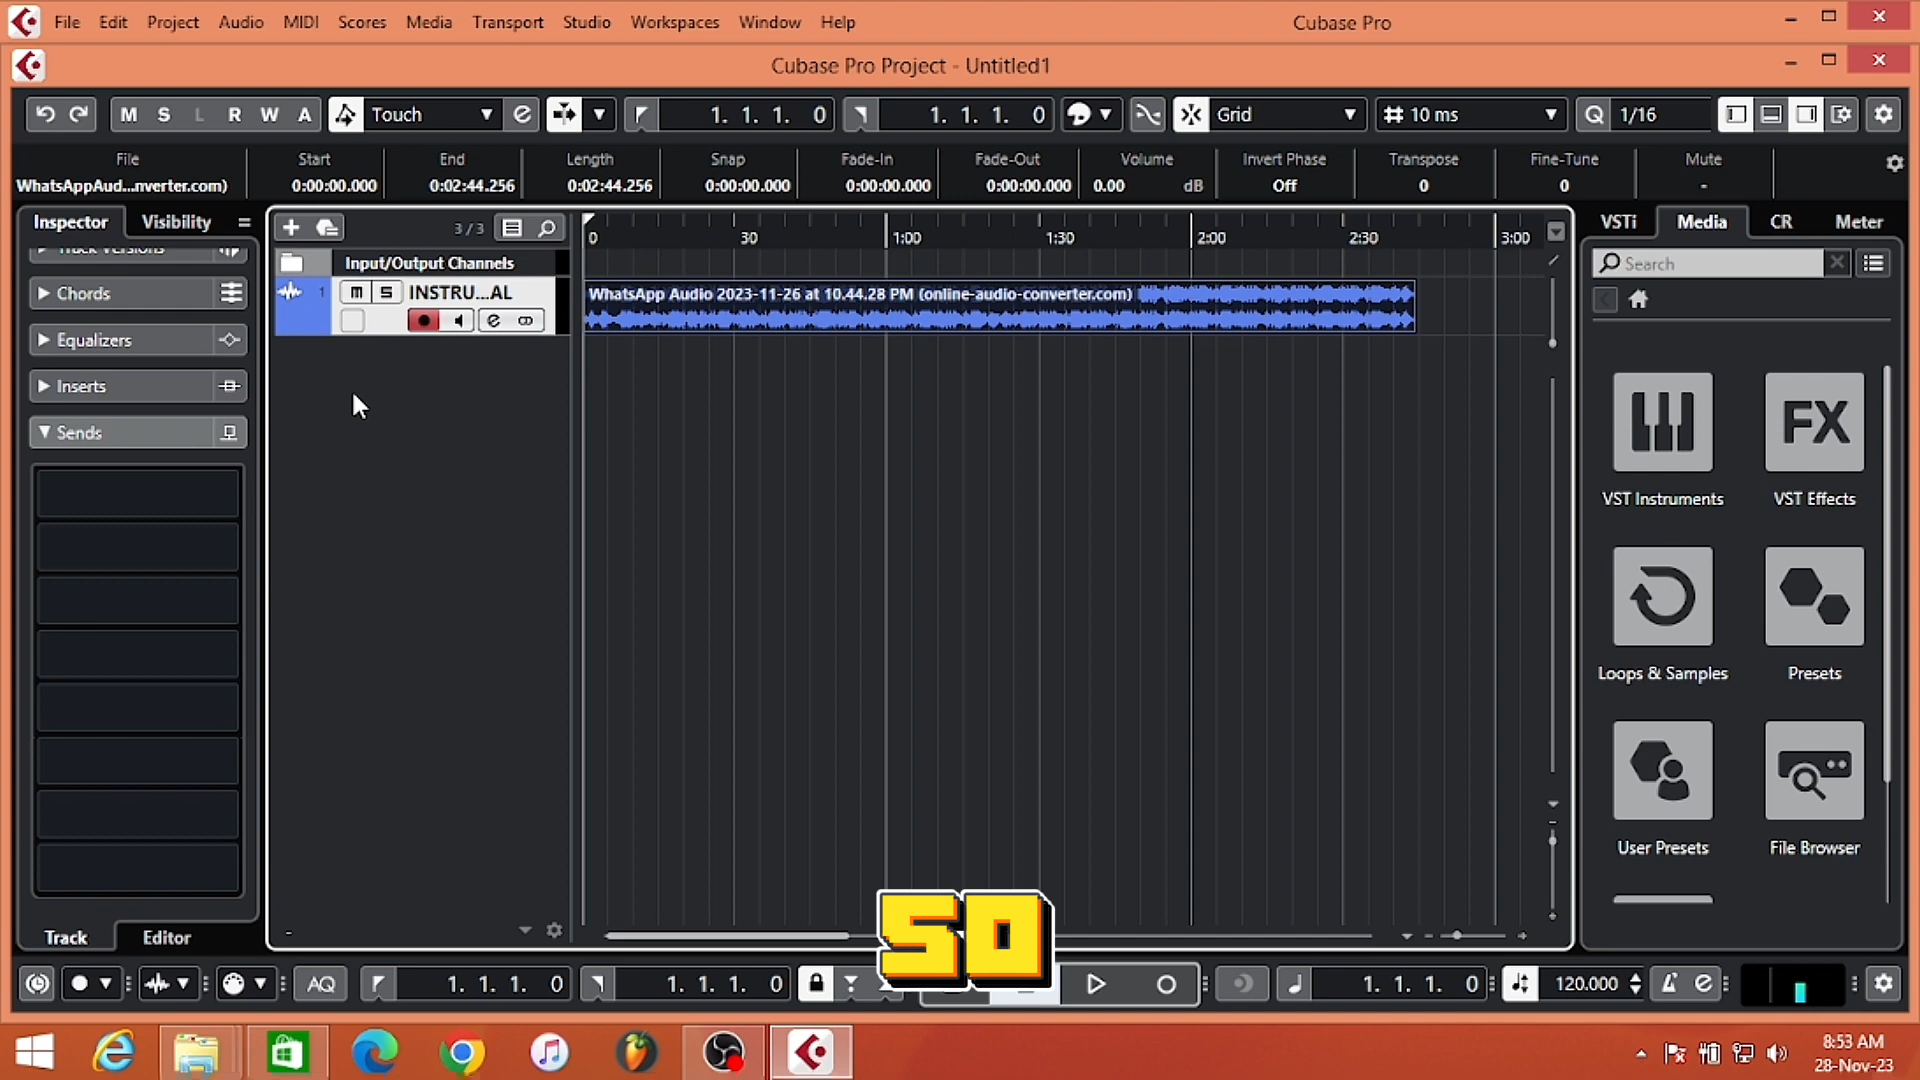 File Edit Project Audio MIDI Scores Media Transport Studio Workspaces Window Help Cubase Pro
Cubase Pro Project - Untitled1
M S L R W A Touch 1. 1. 1. 0 1. 1. 1. 0 Grid 10 ms Q 1/16
File Start End Length Snap Fade-In Fade-Out Volume Invert Phase Transpose Fine-Tune Mute
WhatsAppAud...nverter.com) 0:00:00.000 0:02:44.256 0:02:44.256 0:00:00.000 0:00:00.000 0:00:00.000 0.00 dB Off 0 0 -
Inspector Visibility 3/3 0 30 1:00 1:30 2:00 2:30 3:00 VSTi Media CR Meter
Track Versions Input/Output Channels Search
Chords 1 m S INSTRU...AL WhatsApp Audio 2023-11-26 at 10.44.28 PM (online-audio-converter.com)
Equalizers
Inserts
Sends
VST Instruments VST Effects
Loops & Samples Presets
User Presets File Browser
SO
Track Editor
AQ 1. 1. 1. 0 1. 1. 1. 0 1. 1. 1. 0 120.000
8:53 AM
28-Nov-23